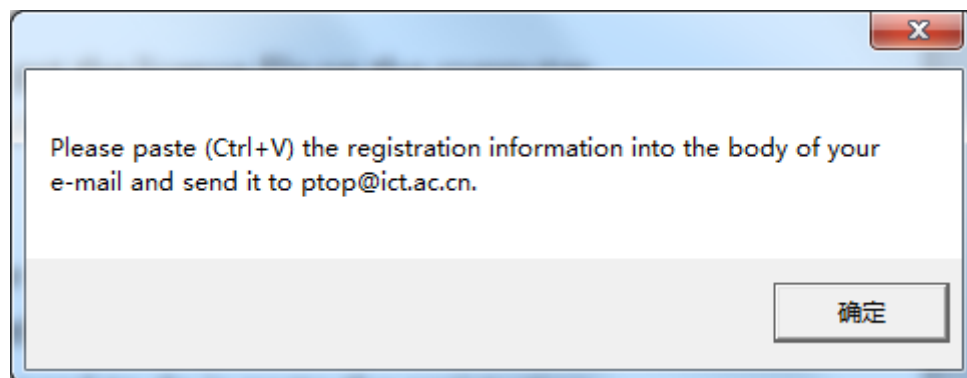 Please paste (Ctrl+V) the registration information into the body of your
e-mail and send it to ptop@ict.ac.cn.
确定